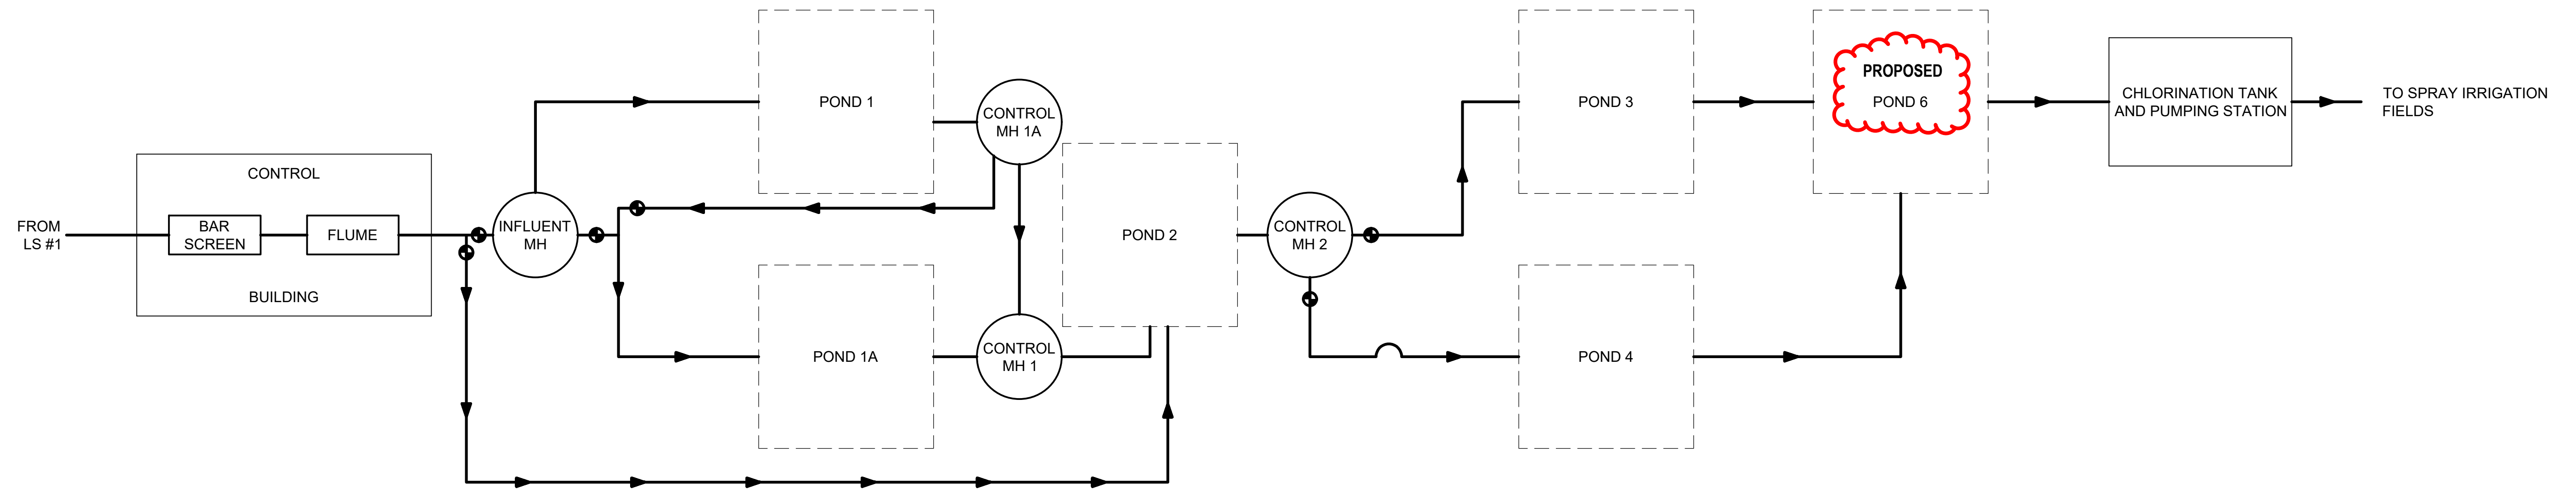 FROM
LS #1
CONTROL
BAR
SCREEN
FLUME
BUILDING
INFLUENT
MH
POND 1
CONTROL
MH 1A
POND 1A
CONTROL
MH 1
POND 2
CONTROL
MH 2
POND 3
POND 4
PROPOSED
POND 6
CHLORINATION TANK
AND PUMPING STATION
TO SPRAY IRRIGATION
FIELDS